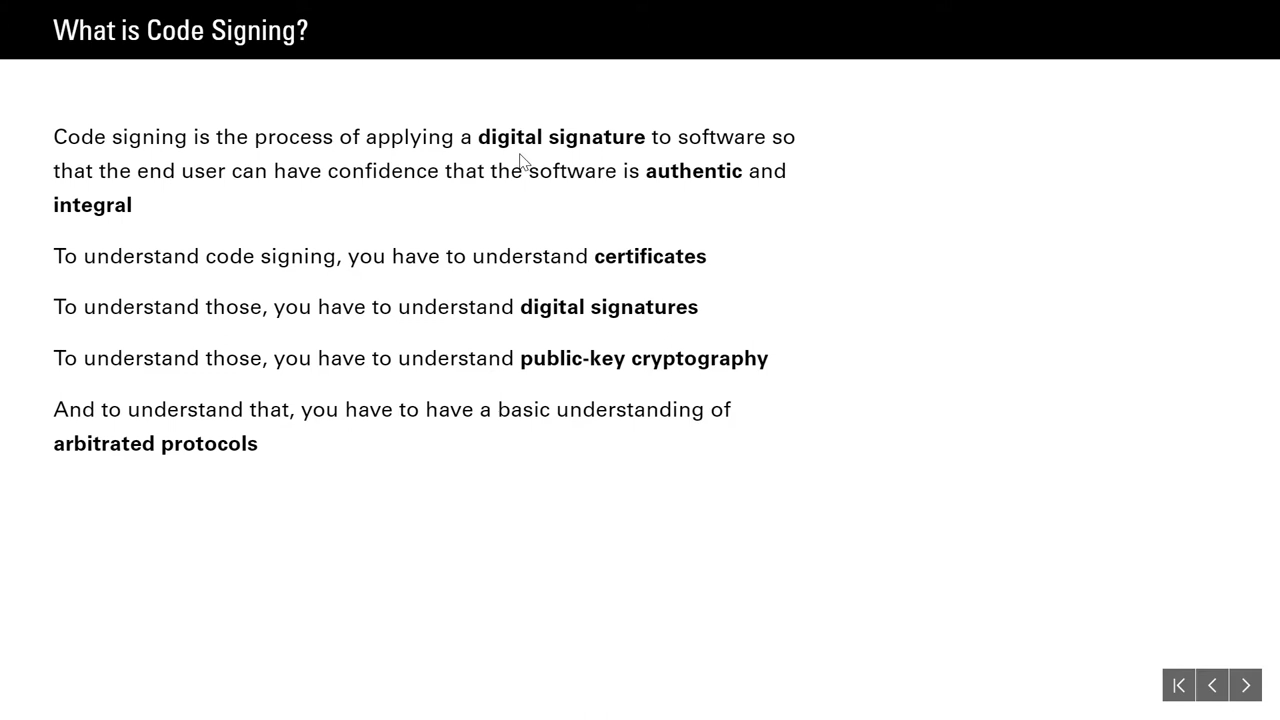 What is Code Signing?
Code signing is the process of applying a digital signature to software so
that the end user can have confidence that the software is authentic and
integral
To understand code signing, you have to understand certificates
To understand those, you have to understand digital signatures
To understand those, you have to understand public-key cryptography
And to understand that, you have to have a basic understanding of
arbitrated protocols